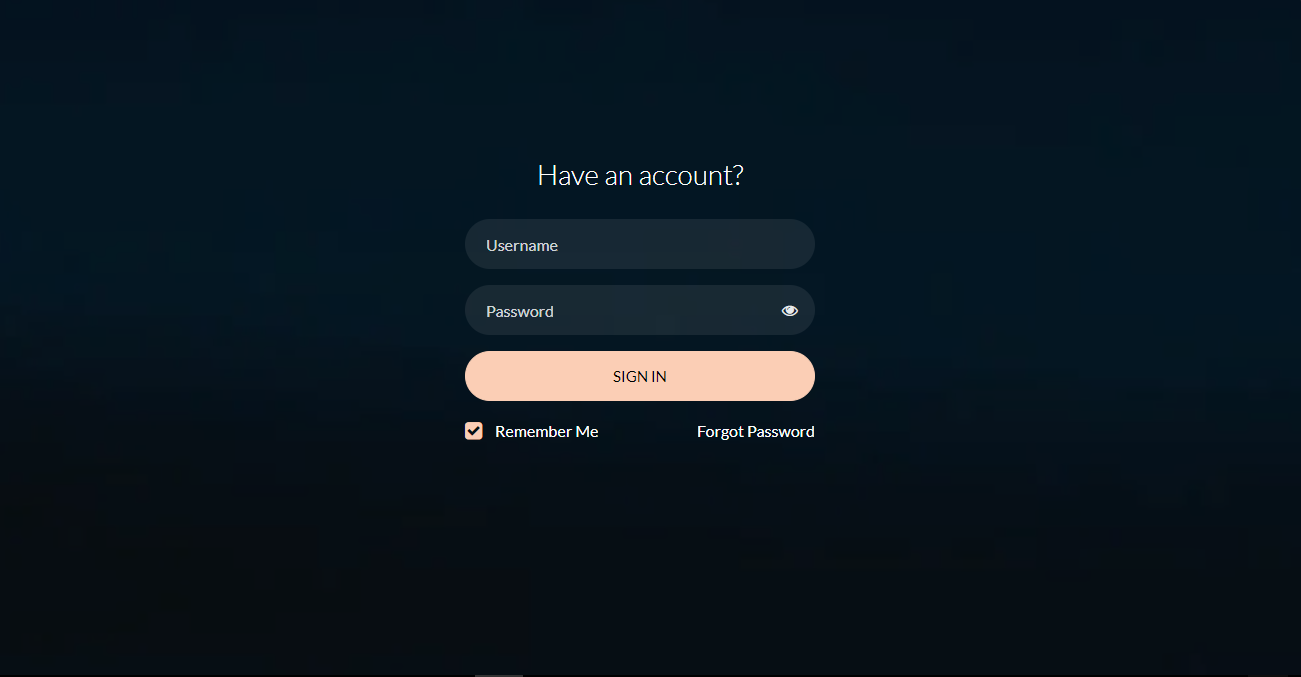 Have an account?
Username
Password
SIGN IN
Remember Me
Forgot Password